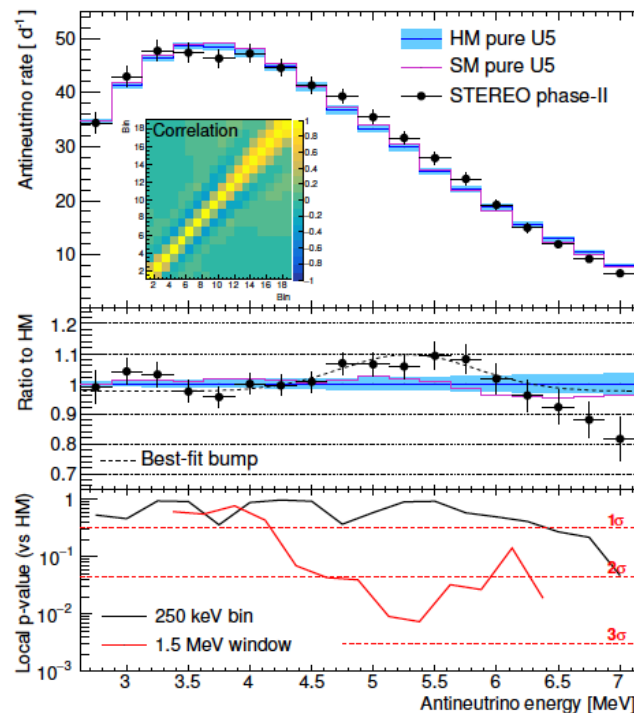 Antineutrino rate [ d⁻¹]
50
40
30
20
10
HM pure U5
SM pure U5
STEREO phase-II
Correlation
Bin
18
16
14
12
10
8
6
4
2
2 4 6 8 10 12 14 16 18
Bin
1
0.8
0.6
0.4
0.2
0
−0.2
−0.4
−0.6
−0.8
−1
Ratio to HM
1.2
1.1
1
0.9
0.8
0.7
Best-fit bump
Local p-value (vs HM)
1
10⁻¹
10⁻²
10⁻³
1σ
2σ
3σ
250 keV bin
1.5 MeV window
3 3.5 4 4.5 5 5.5 6 6.5 7
Antineutrino energy [MeV]